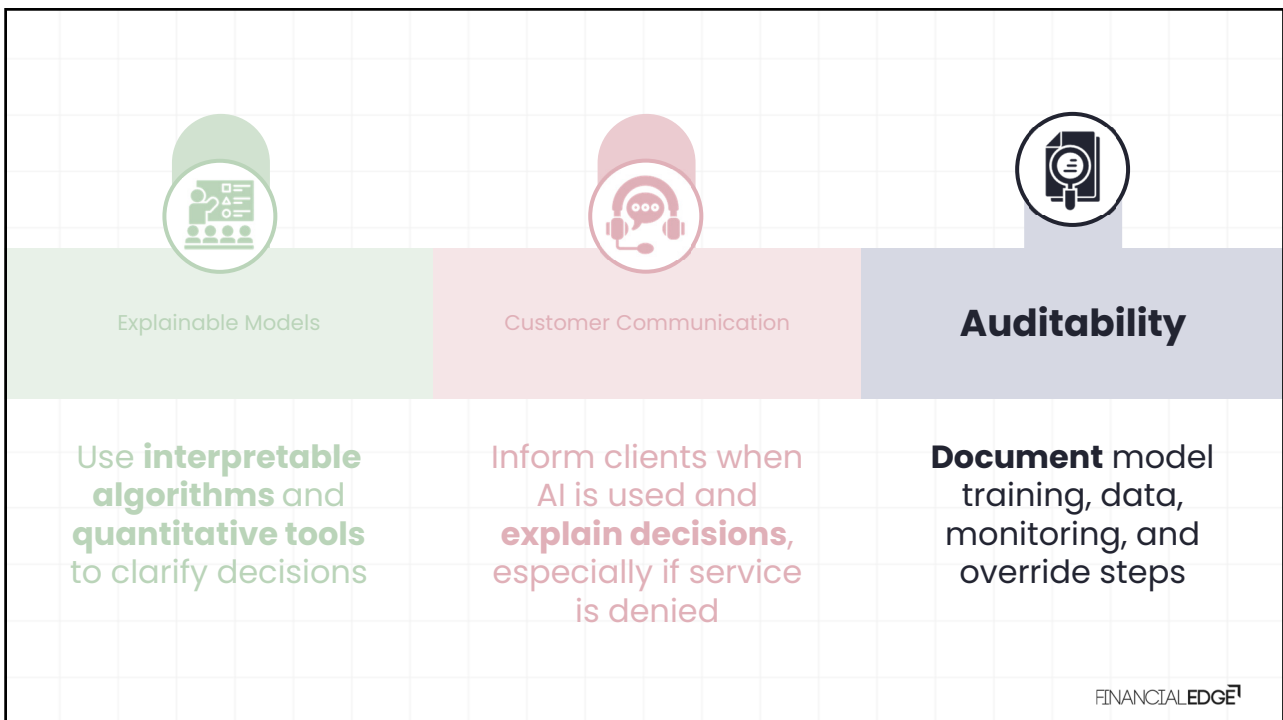 Explainable Models
Use interpretable
algorithms and
quantitative tools
to clarify decisions
Customer Communication
Inform clients when
AI is used and
explain decisions,
especially if service
is denied
Auditability
Document model
training, data,
monitoring, and
override steps
FINANCIALEDGE